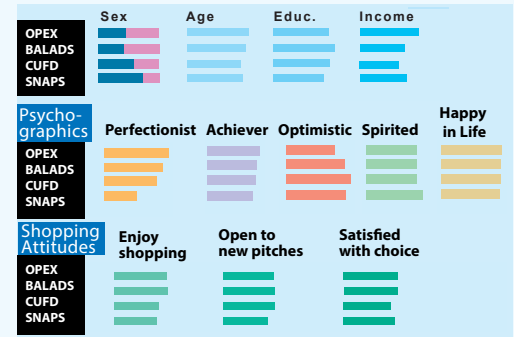 Sex Age Educ. Income
OPEX
BALADS
CUFD
SNAPS
Psycho-
graphics
Perfectionist Achiever Optimistic Spirited Happy
in Life
OPEX
BALADS
CUFD
SNAPS
Shopping
Attitudes
Enjoy
shopping
Open to
new pitches
Satisfied
with choice
OPEX
BALADS
CUFD
SNAPS